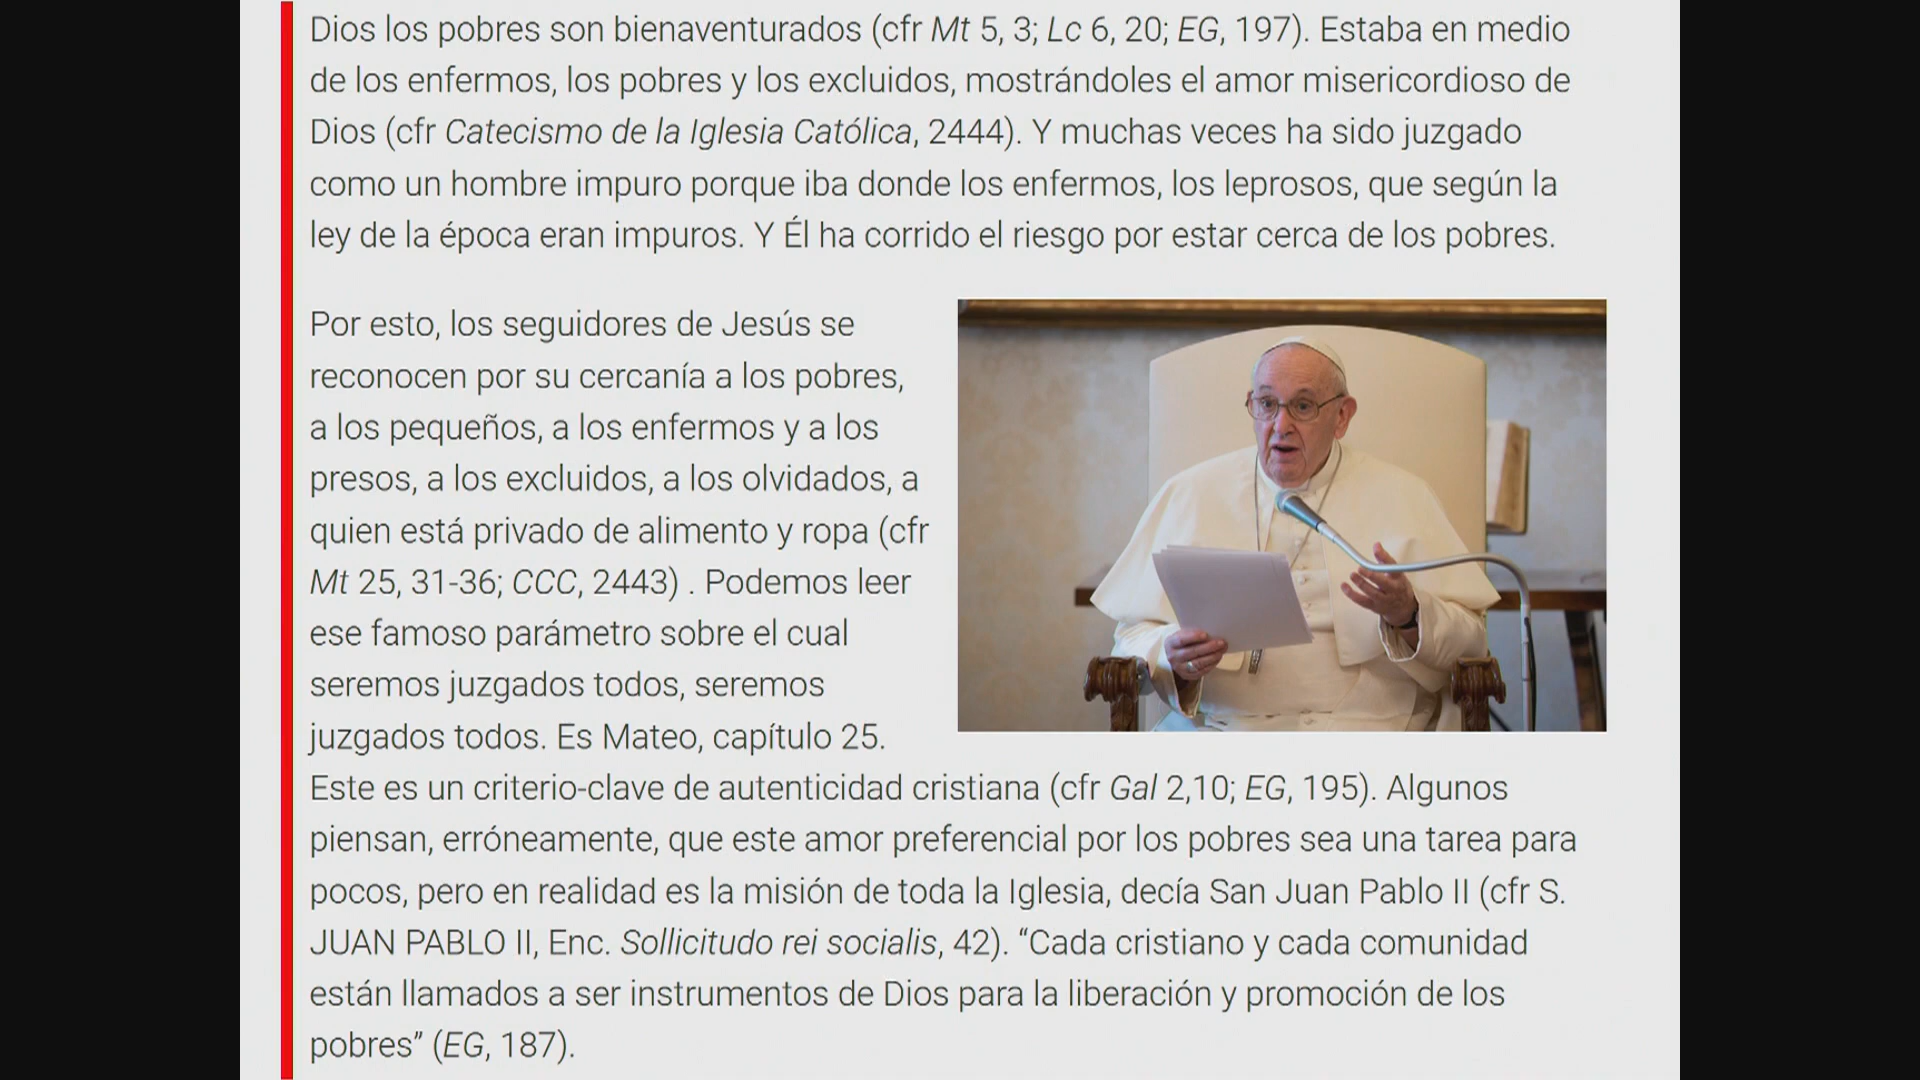 Dios los pobres son bienaventurados (cfr Mt 5, 3; Lc 6, 20; EG, 197). Estaba en medio
de los enfermos, los pobres y los excluidos, mostrándoles el amor misericordioso de
Dios (cfr Catecismo de la Iglesia Católica, 2444). Y muchas veces ha sido juzgado
como un hombre impuro porque iba donde los enfermos, los leprosos, que según la
ley de la época eran impuros. Y Él ha corrido el riesgo por estar cerca de los pobres.
Por esto, los seguidores de Jesús se
reconocen por su cercanía a los pobres,
a los pequeños, a los enfermos y a los
presos, a los excluidos, a los olvidados, a
quien está privado de alimento y ropa (cfr
Mt 25, 31-36; CCC, 2443) . Podemos leer
ese famoso parámetro sobre el cual
seremos juzgados todos, seremos
juzgados todos. Es Mateo, capítulo 25.
Este es un criterio-clave de autenticidad cristiana (cfr Gal 2,10; EG, 195). Algunos
piensan, erróneamente, que este amor preferencial por los pobres sea una tarea para
pocos, pero en realidad es la misión de toda la Iglesia, decía San Juan Pablo II (cfr S.
JUAN PABLO II, Enc. Sollicitudo rei socialis, 42). “Cada cristiano y cada comunidad
están llamados a ser instrumentos de Dios para la liberación y promoción de los
pobres” (EG, 187).